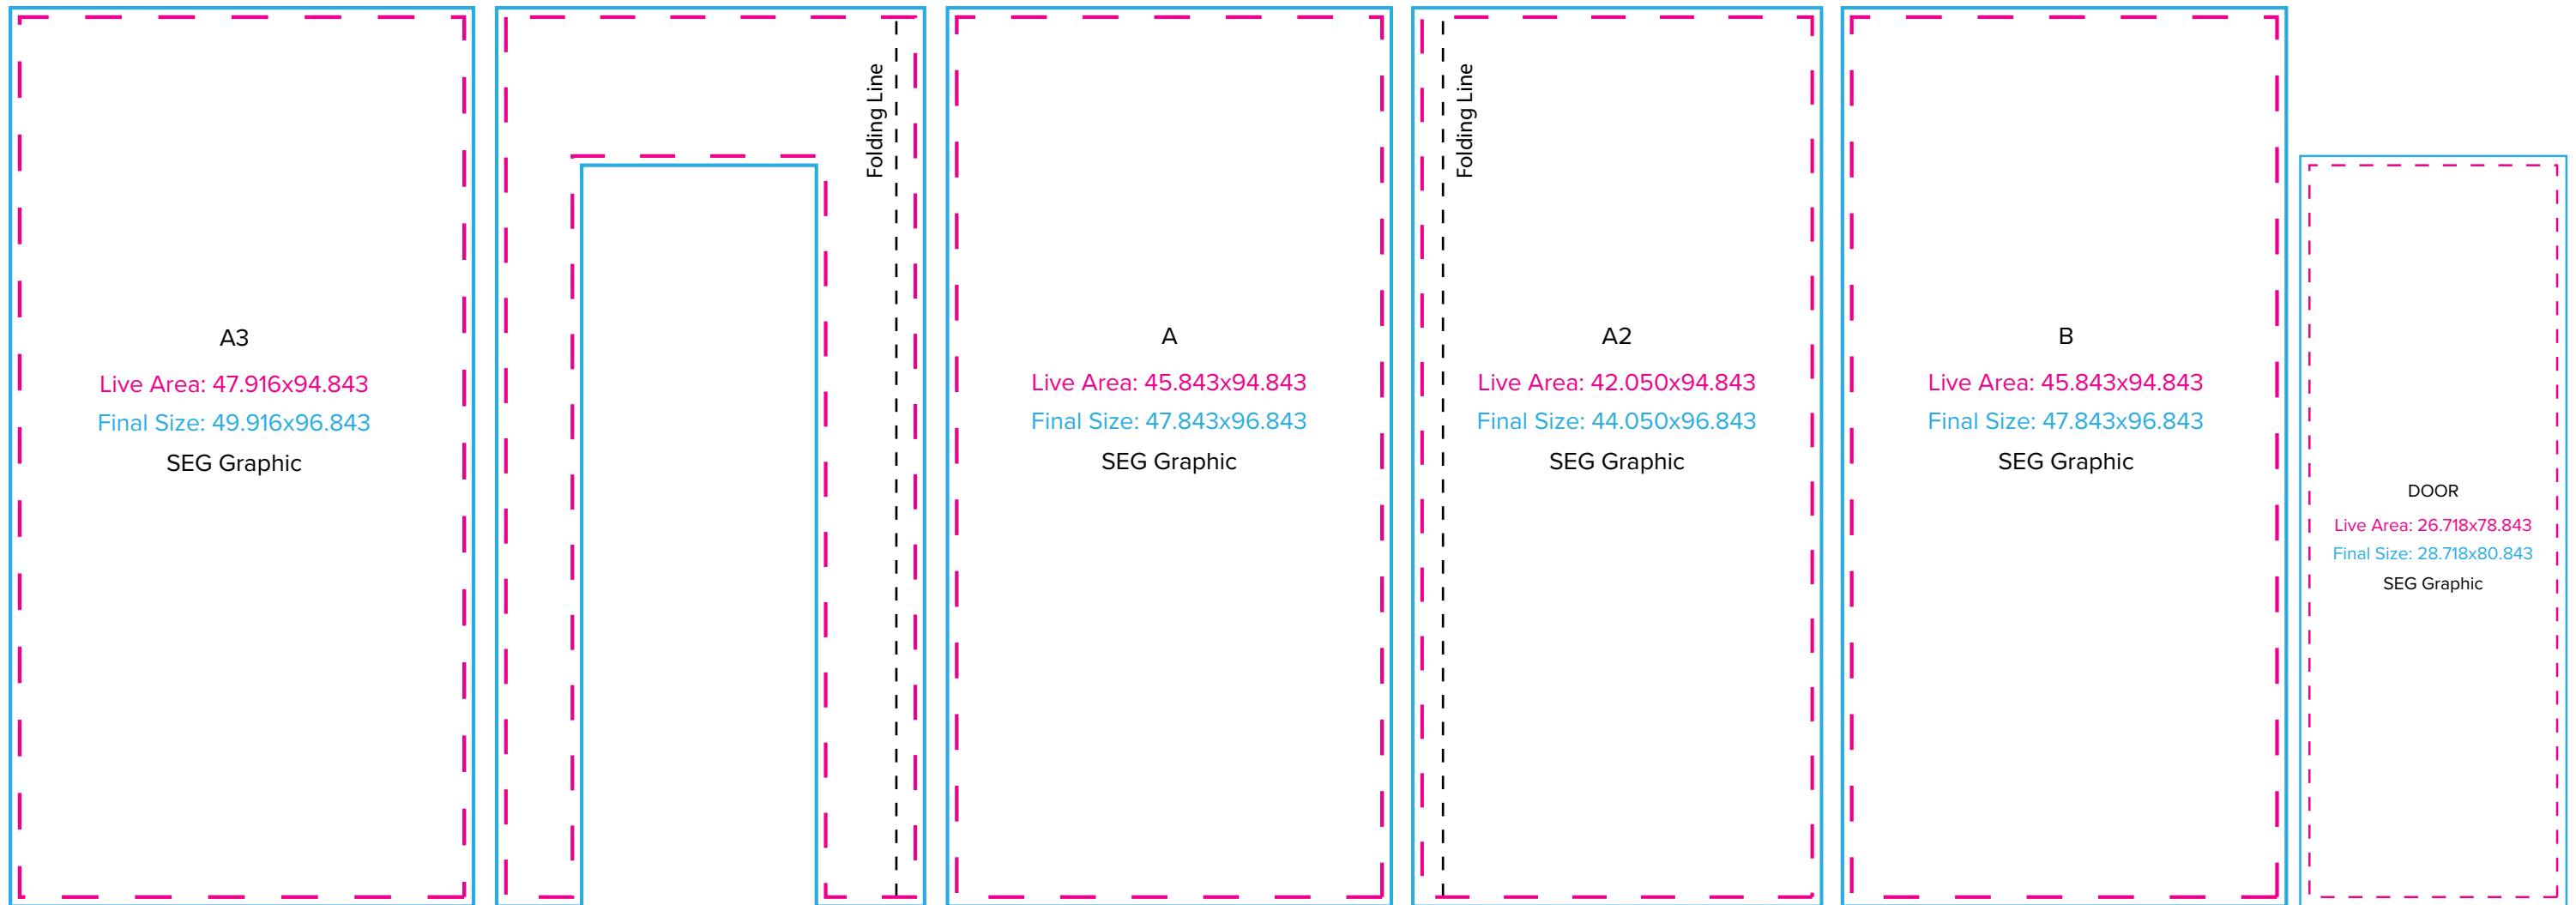 A3
Live Area: 47.916x94.843
Final Size: 49.916x96.843
SEG Graphic
Folding Line
A
Live Area: 45.843x94.843
Final Size: 47.843x96.843
SEG Graphic
Folding Line
A2
Live Area: 42.050x94.843
Final Size: 44.050x96.843
SEG Graphic
B
Live Area: 45.843x94.843
Final Size: 47.843x96.843
SEG Graphic
DOOR
Live Area: 26.718x78.843
Final Size: 28.718x80.843
SEG Graphic